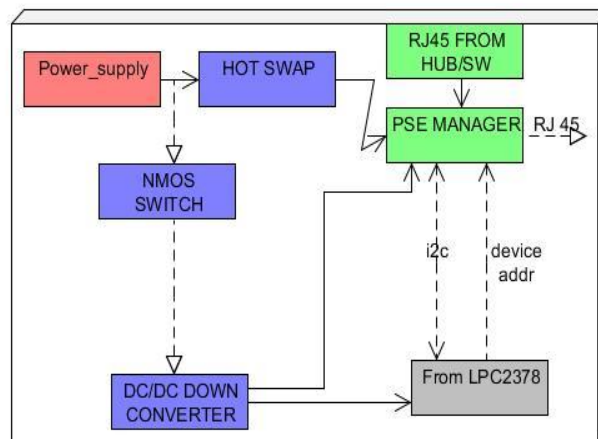 Power_supply
HOT SWAP
RJ45 FROM
HUB/SW
PSE MANAGER
RJ 45
NMOS
SWITCH
i2c
device
addr
DC/DC DOWN
CONVERTER
From LPC2378